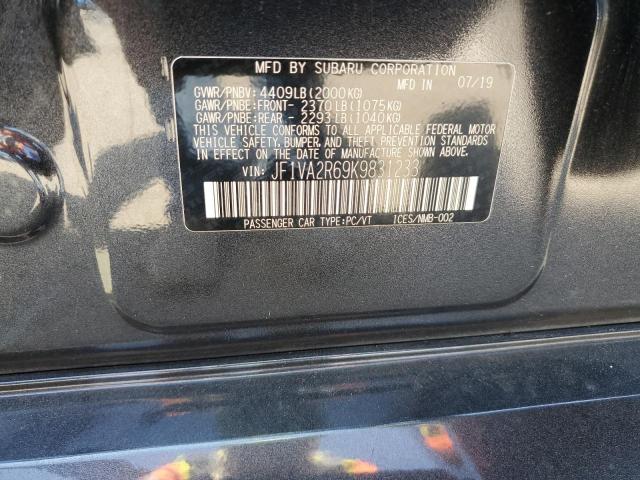 MFD BY SUBARU CORPORATION
MFD IN 07/19
GVWR/PNBV: 4409LB(2000KG)
GAWR/PNBE:FRONT- 2370LB(1075KG)
GAWR/PNBE:REAR - 2293LB(1040KG)
THIS VEHICLE CONFORMS TO ALL APPLICABLE FEDERAL MOTOR
VEHICLE SAFETY, BUMPER, AND THEFT PREVENTION STANDARDS
IN EFFECT ON THE DATE OF MANUFACTURE SHOWN ABOVE.
VIN: JF1VA2R69K9831233
PASSENGER CAR TYPE:PC/VT ICES/NMB-002